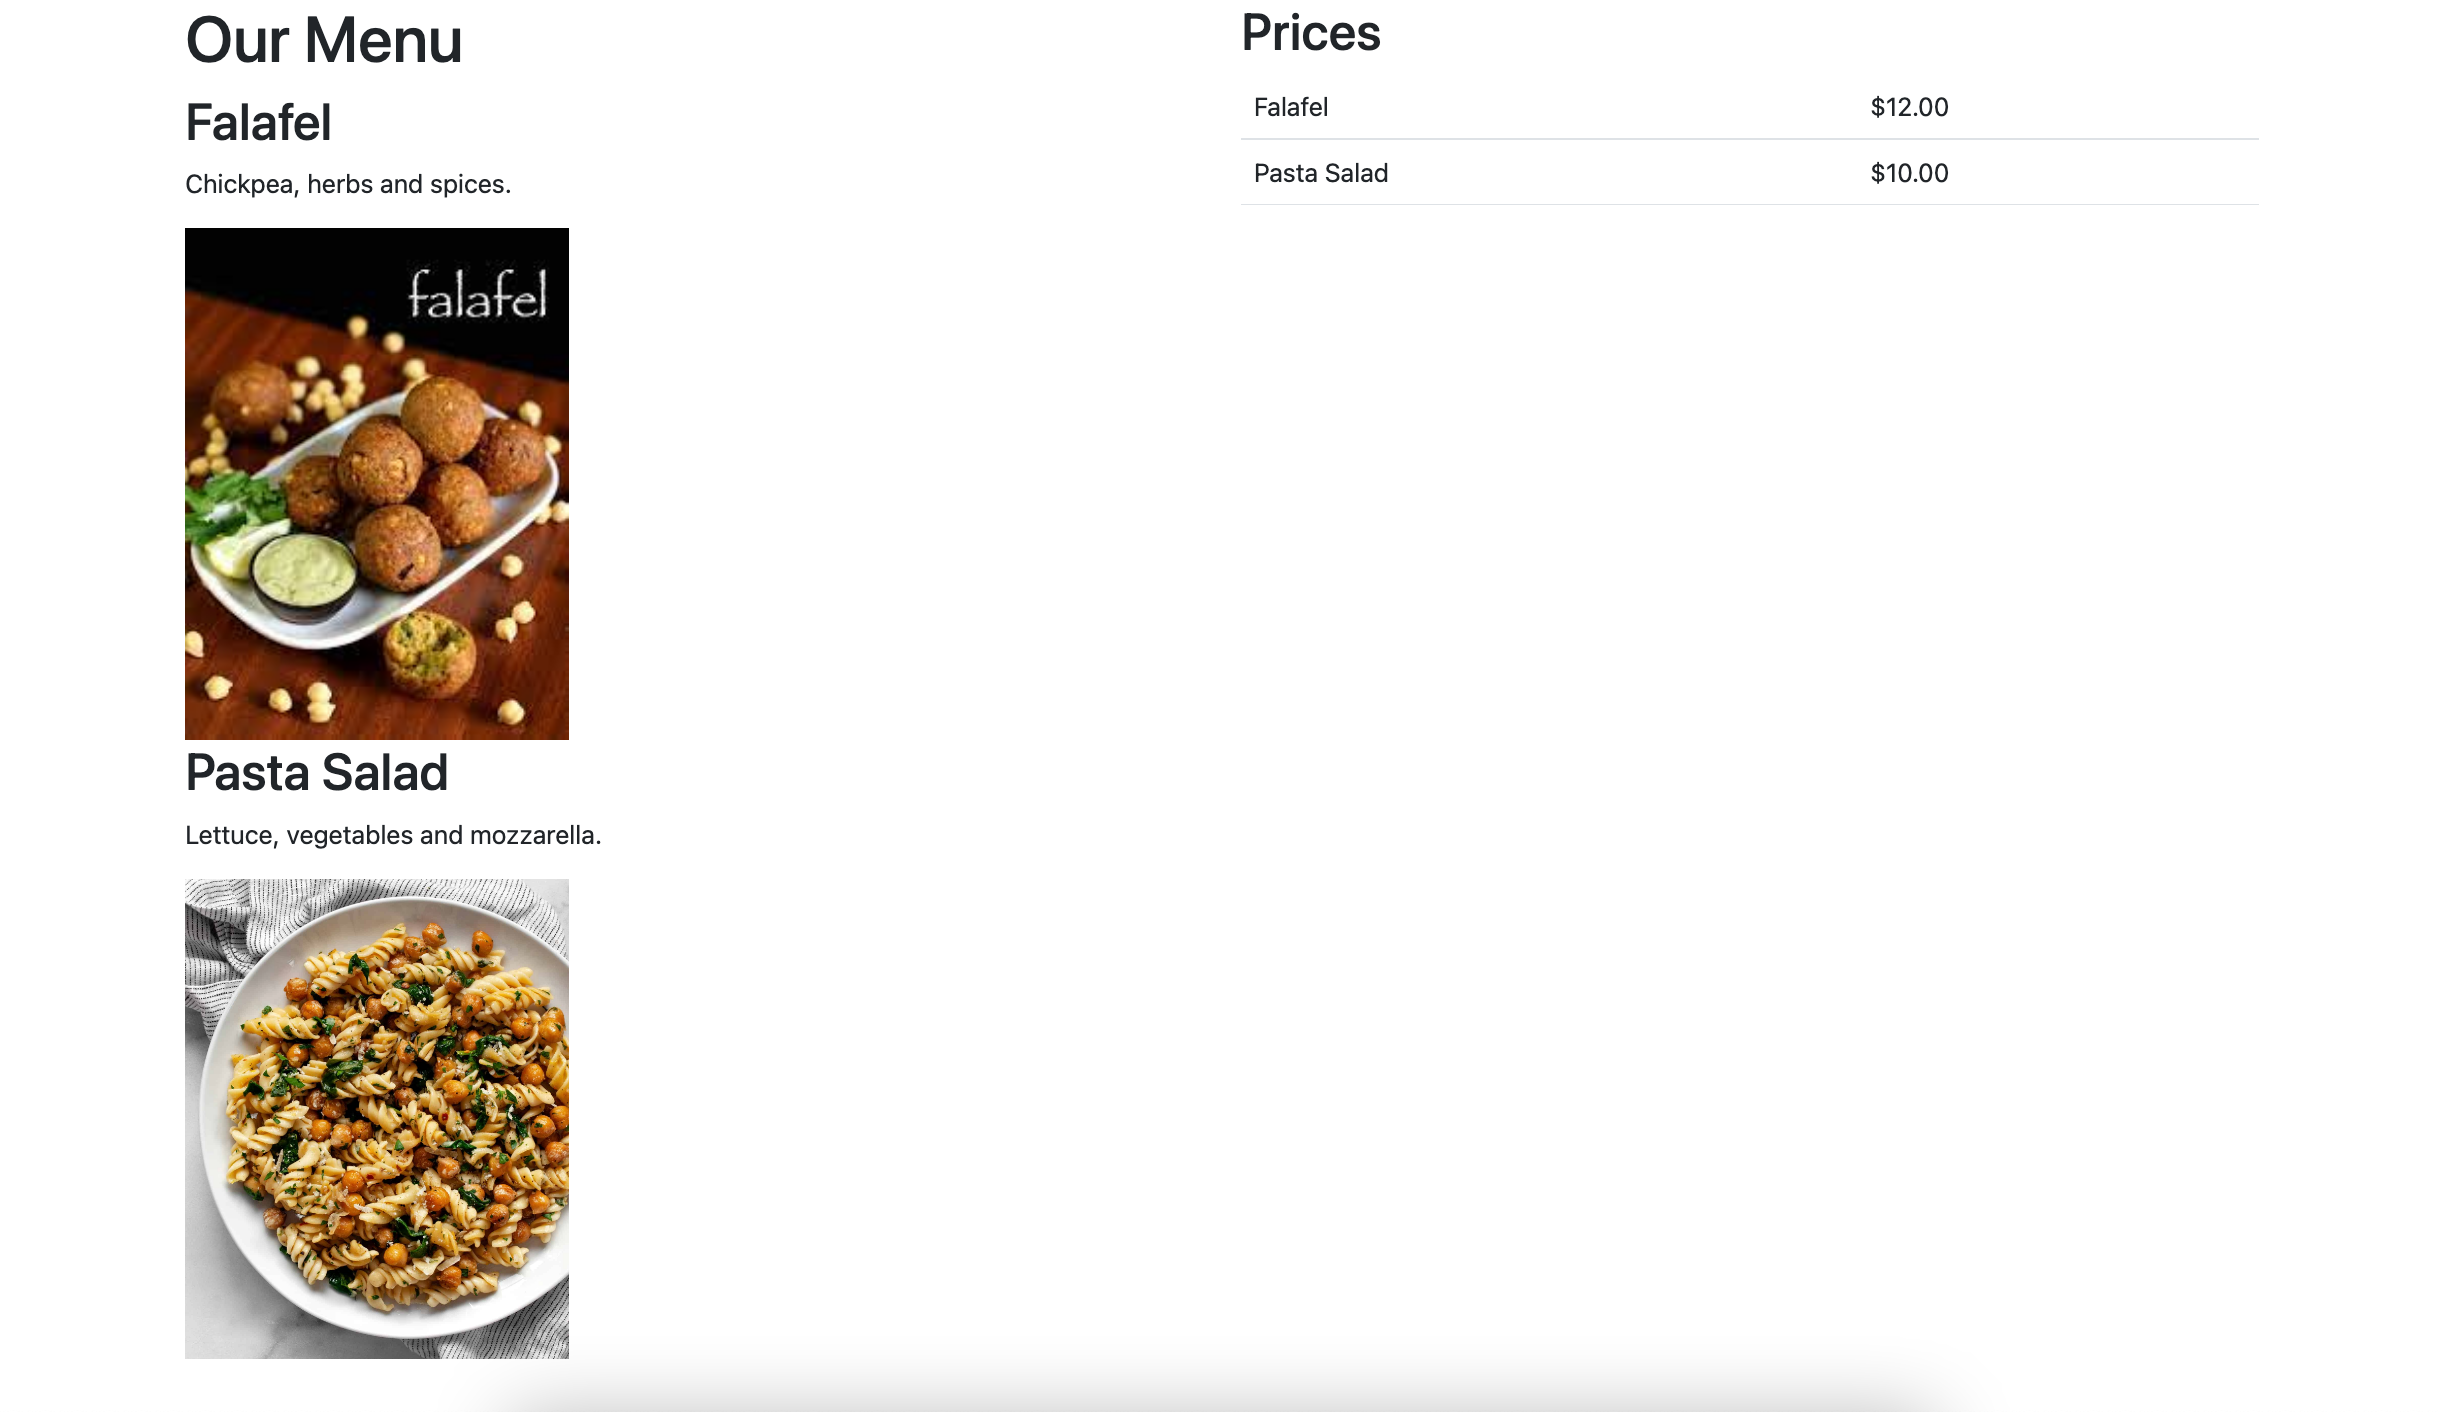 Our Menu
Falafel
Chickpea, herbs and spices.
falafel
Pasta Salad
Lettuce, vegetables and mozzarella.
Prices
Falafel $12.00
Pasta Salad $10.00